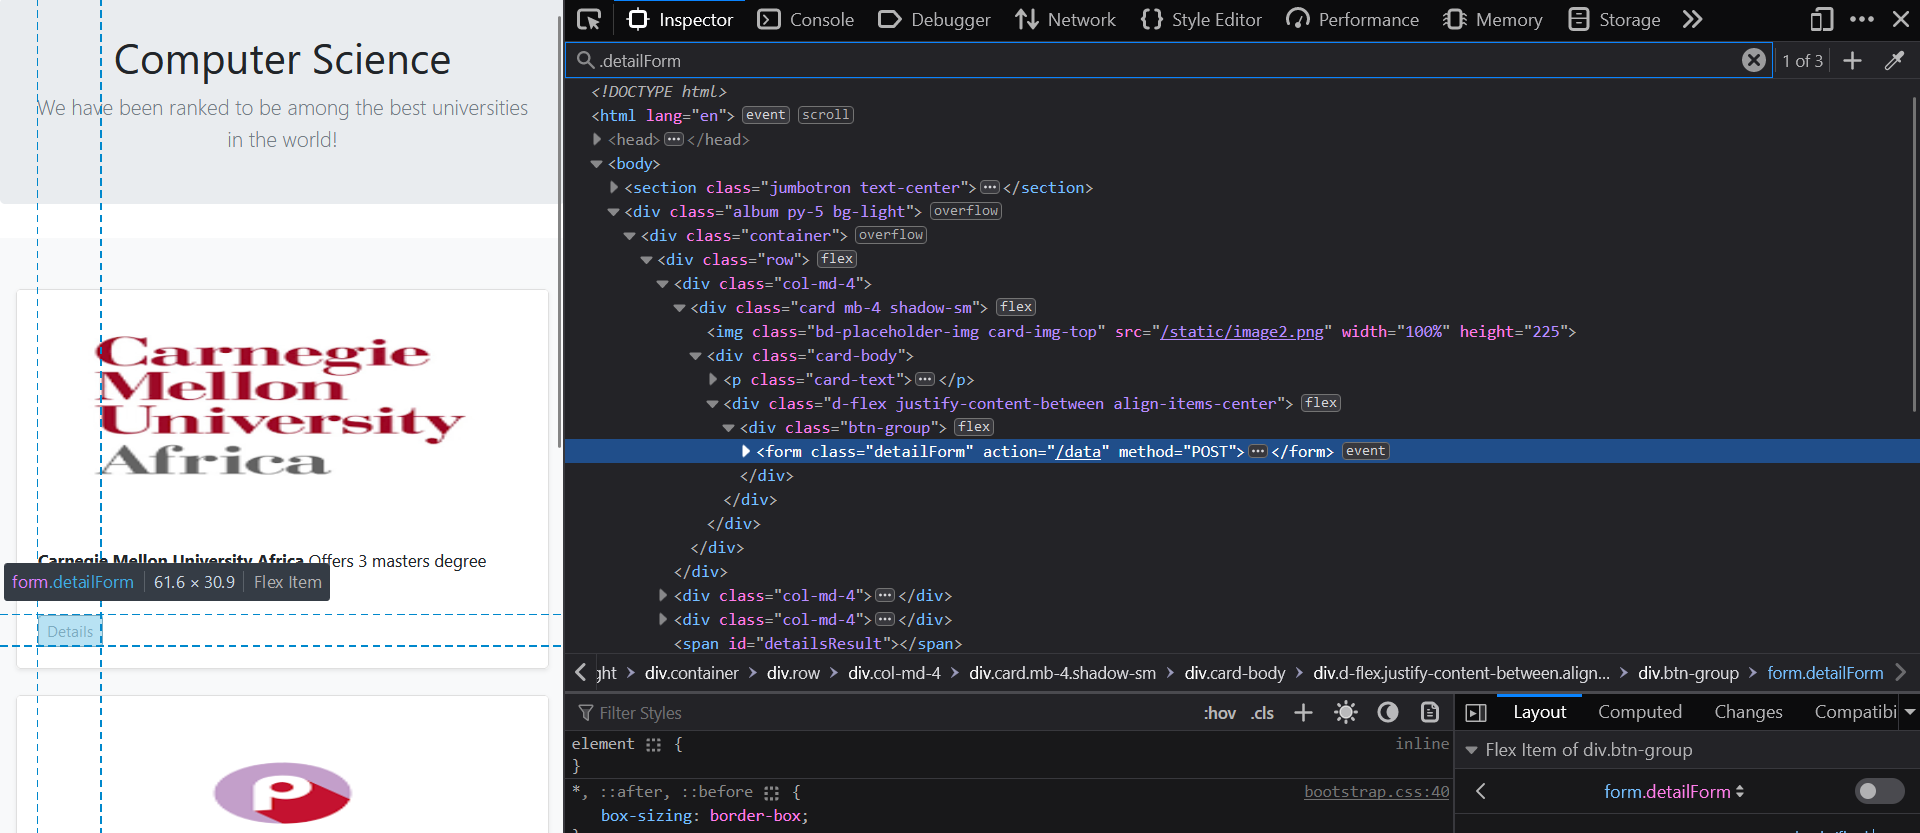 Computer Science
We have been ranked to be among the best universities
in the world!
Carnegie
Mellon
University
Africa
Carnegie Mellon University Africa Offers 3 masters degree
form.detailForm 61.6 × 30.9 Flex Item
Details
P
Inspector Console Debugger Network Style Editor Performance Memory Storage
.detailForm 1 of 3
<!DOCTYPE html>
<html lang="en"> event scroll
<head> ••• </head>
<body>
<section class="jumbotron text-center"> ••• </section>
<div class="album py-5 bg-light"> overflow
<div class="container"> overflow
<div class="row"> flex
<div class="col-md-4">
<div class="card mb-4 shadow-sm"> flex
<img class="bd-placeholder-img card-img-top" src="/static/image2.png" width="100%" height="225">
<div class="card-body">
<p class="card-text"> ••• </p>
<div class="d-flex justify-content-between align-items-center"> flex
<div class="btn-group"> flex
<form class="detailForm" action="/data" method="POST"> ••• </form> event
</div>
</div>
</div>
</div>
</div>
<div class="col-md-4"> ••• </div>
<div class="col-md-4"> ••• </div>
<span id="detailsResult"></span>
ght div.container div.row div.col-md-4 div.card.mb-4.shadow-sm div.card-body div.d-flex.justify-content-between.align... div.btn-group form.detailForm
Filter Styles :hov .cls
element { inline
}
*, ::after, ::before { bootstrap.css:40
box-sizing: border-box;
Layout Computed Changes Compatibi
Flex Item of div.btn-group
form.detailForm